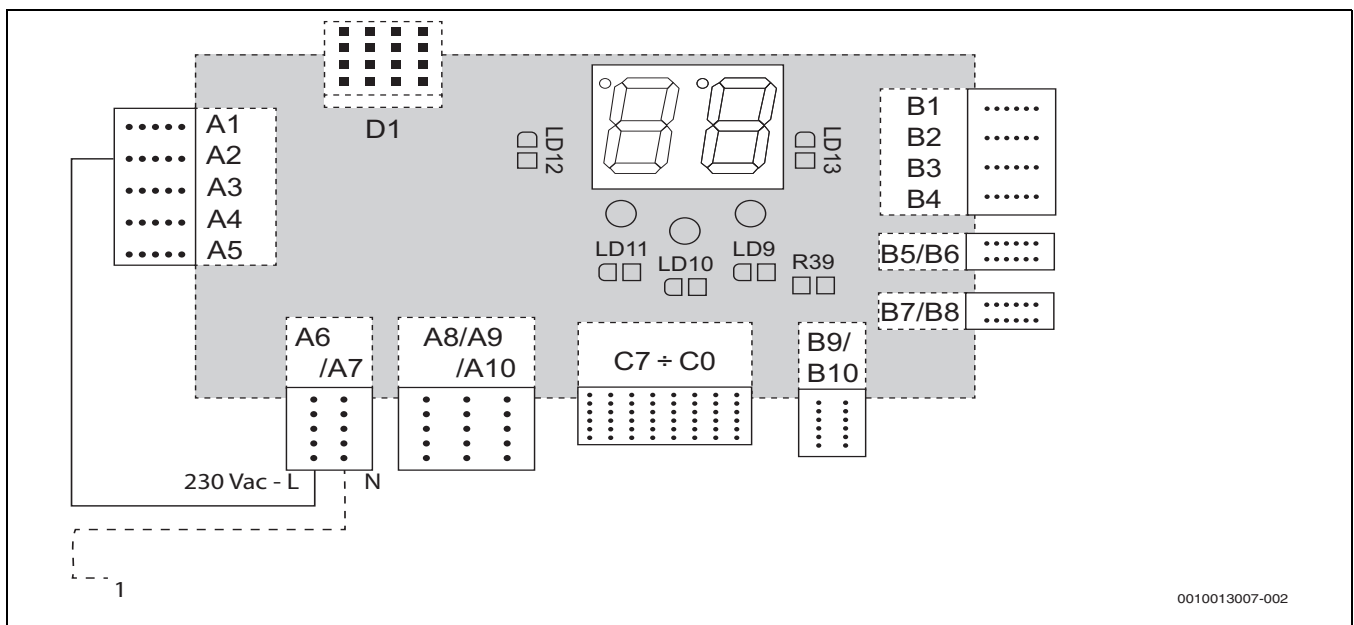 D1
A1
A2
A3
A4
A5
LD12
LD13
B1
B2
B3
B4
B5/B6
B7/B8
LD11
LD10
LD9
R39
A6
/A7
A8/A9
/A10
C7 ÷ C0
B9/
B10
230 Vac - L
N
1
0010013007-002